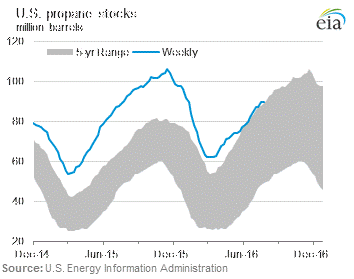 U.S. propane stocks
million barrels
eia
5-yr Range
Weekly
120
100
80
60
40
20
Dec-14
Jun-15
Dec-15
Jun-16
Dec-16
Source: U.S. Energy Information Administration